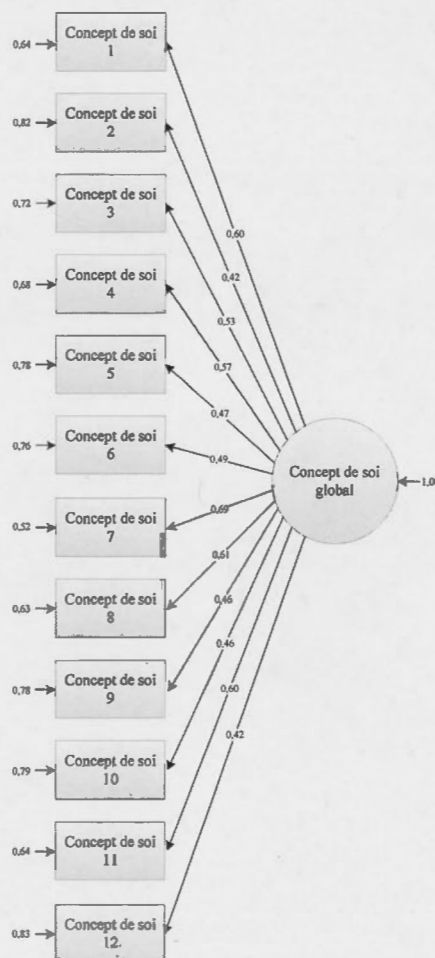 0,64
Concept de soi
1
0,82
Concept de soi
2
0,72
Concept de soi
3
0,68
Concept de soi
4
0,78
Concept de soi
5
0,76
Concept de soi
6
0,52
Concept de soi
7
0,63
Concept de soi
8
0,78
Concept de soi
9
0,79
Concept de soi
10
0,64
Concept de soi
11
0,83
Concept de soi
12.
0,60
0,42
0,53
0,57
0,47
0,49
0,69
0,61
0,46
0,46
0,60
0,42
Concept de soi
global
1,0